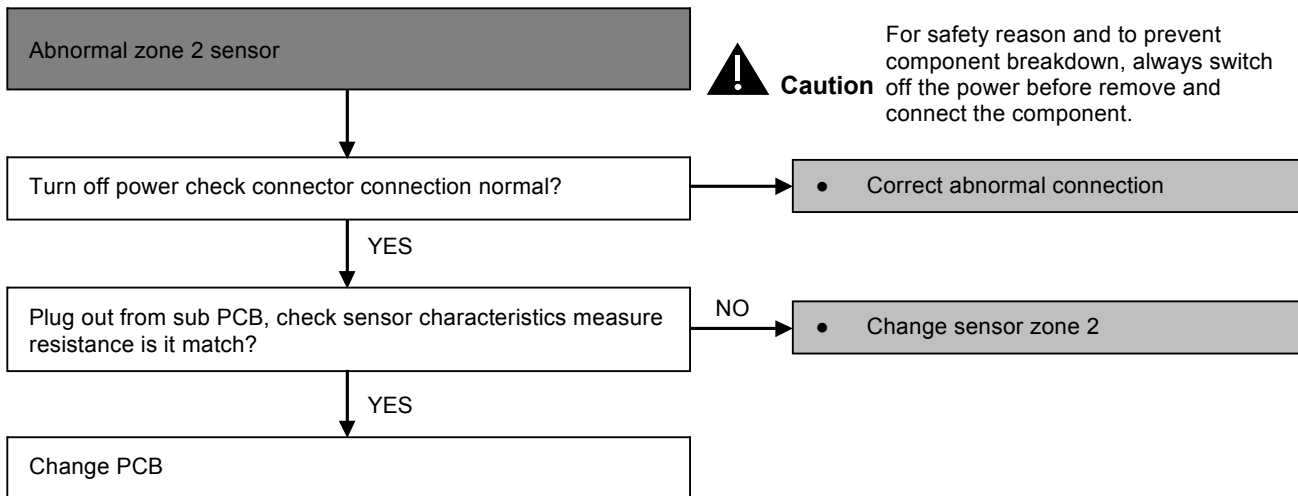 Abnormal zone 2 sensor
For safety reason and to prevent
component breakdown, always switch
Caution off the power before remove and
connect the component.
Turn off power check connector connection normal?
● Correct abnormal connection
YES
Plug out from sub PCB, check sensor characteristics measure
resistance is it match?
NO
● Change sensor zone 2
YES
Change PCB